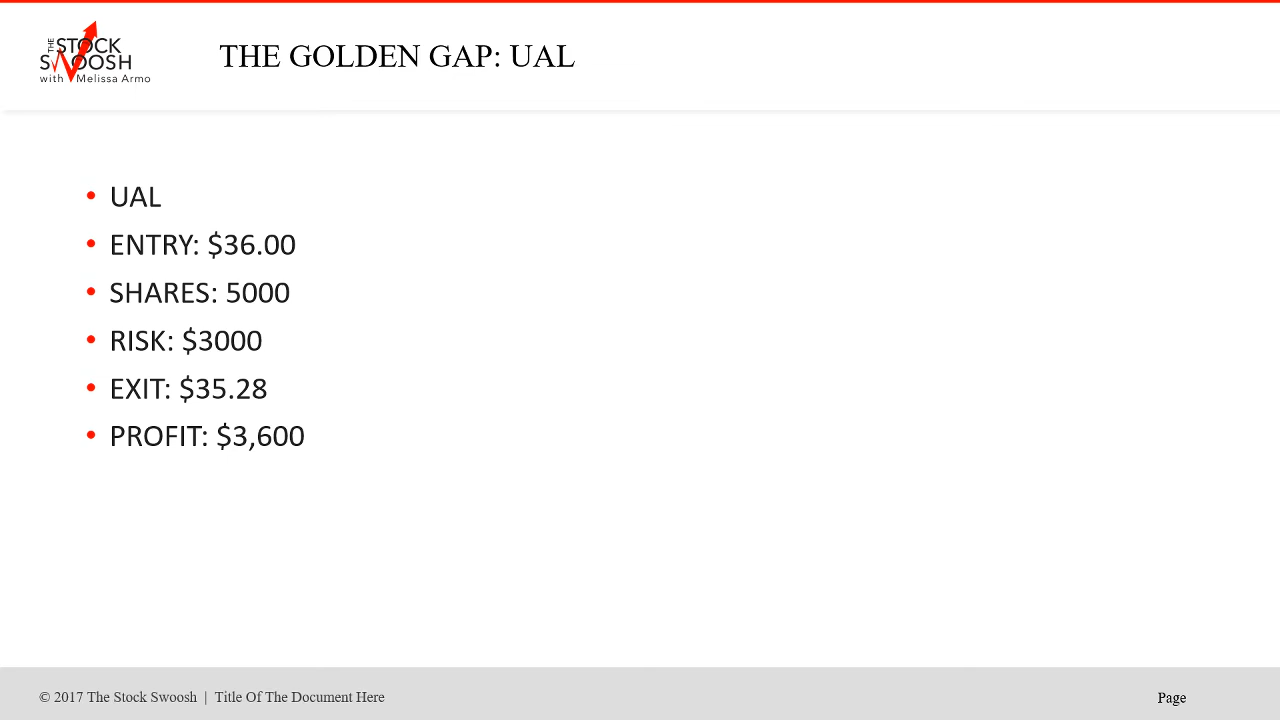 THE STOCK
SWOOSH
with Melissa Armo
THE GOLDEN GAP: UAL
• UAL
• ENTRY: $36.00
• SHARES: 5000
• RISK: $3000
• EXIT: $35.28
• PROFIT: $3,600
© 2017 The Stock Swoosh | Title Of The Document Here
Page